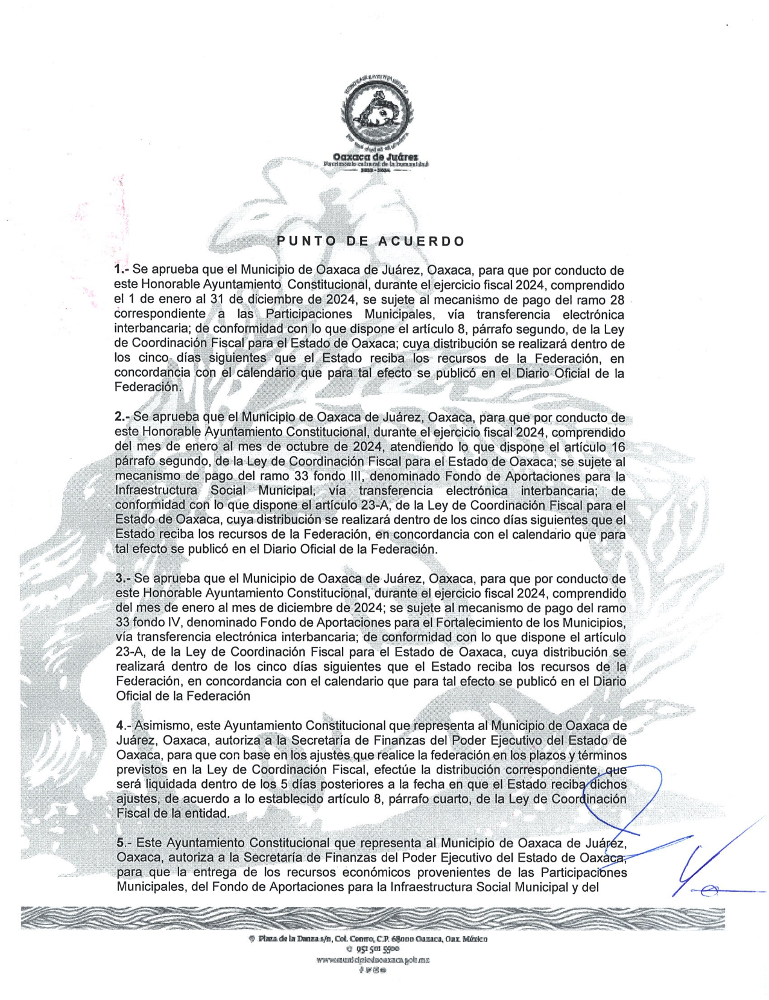 Oaxaca de Juárez
Patrimonio cultural de la humanidad
PUNTO DE ACUERDO
1.- Se aprueba que el Municipio de Oaxaca de Juárez, Oaxaca, para que por conducto de
este Honorable Ayuntamiento Constitucional, durante el ejercicio fiscal 2024, comprendido
el 1 de enero al 31 de diciembre de 2024, se sujete al mecanismo de pago del ramo 28
correspondiente a las Participaciones Municipales, vía transferencia electrónica
interbancaria; de conformidad con lo que dispone el artículo 8, párrafo segundo, de la Ley
de Coordinación Fiscal para el Estado de Oaxaca; cuya distribución se realizará dentro de
los cinco días siguientes que el Estado reciba los recursos de la Federación, en
concordancia con el calendario que para tal efecto se publicó en el Diario Oficial de la
Federación.
2.- Se aprueba que el Municipio de Oaxaca de Juárez, Oaxaca, para que por conducto de
este Honorable Ayuntamiento Constitucional, durante el ejercicio fiscal 2024, comprendido
del mes de enero al mes de octubre de 2024, atendiendo lo que dispone el artículo 16
párrafo segundo, de la Ley de Coordinación Fiscal para el Estado de Oaxaca; se sujete al
mecanismo de pago del ramo 33 fondo III, denominado Fondo de Aportaciones para la
Infraestructura Social Municipal, vía transferencia electrónica interbancaria; de
conformidad con lo que dispone el artículo 23-A, de la Ley de Coordinación Fiscal para el
Estado de Oaxaca, cuya distribución se realizará dentro de los cinco días siguientes que el
Estado reciba los recursos de la Federación, en concordancia con el calendario que para
tal efecto se publicó en el Diario Oficial de la Federación.
3.- Se aprueba que el Municipio de Oaxaca de Juárez, Oaxaca, para que por conducto de
este Honorable Ayuntamiento Constitucional, durante el ejercicio fiscal 2024, comprendido
del mes de enero al mes de diciembre de 2024; se sujete al mecanismo de pago del ramo
33 fondo IV, denominado Fondo de Aportaciones para el Fortalecimiento de los Municipios,
vía transferencia electrónica interbancaria; de conformidad con lo que dispone el artículo
23-A, de la Ley de Coordinación Fiscal para el Estado de Oaxaca, cuya distribución se
realizará dentro de los cinco días siguientes que el Estado reciba los recursos de la
Federación, en concordancia con el calendario que para tal efecto se publicó en el Diario
Oficial de la Federación
4.- Asimismo, este Ayuntamiento Constitucional que representa al Municipio de Oaxaca de
Juárez, Oaxaca, autoriza a la Secretaría de Finanzas del Poder Ejecutivo del Estado de
Oaxaca, para que con base en los ajustes que realice la federación en los plazos y términos
previstos en la Ley de Coordinación Fiscal, efectúe la distribución correspondiente, que
será liquidada dentro de los 5 días posteriores a la fecha en que el Estado reciba dichos
ajustes, de acuerdo a lo establecido artículo 8, párrafo cuarto, de la Ley de Coordinación
Fiscal de la entidad.
5.- Este Ayuntamiento Constitucional que representa al Municipio de Oaxaca de Juárez,
Oaxaca, autoriza a la Secretaría de Finanzas del Poder Ejecutivo del Estado de Oaxaca,
para que la entrega de los recursos económicos provenientes de las Participaciones
Municipales, del Fondo de Aportaciones para la Infraestructura Social Municipal y del
Plaza de la Danza s/n, Col. Centro, C.P. 68000 Oaxaca, Oax. México
951 501 5500
www.municipiodeoaxaca.gob.mx